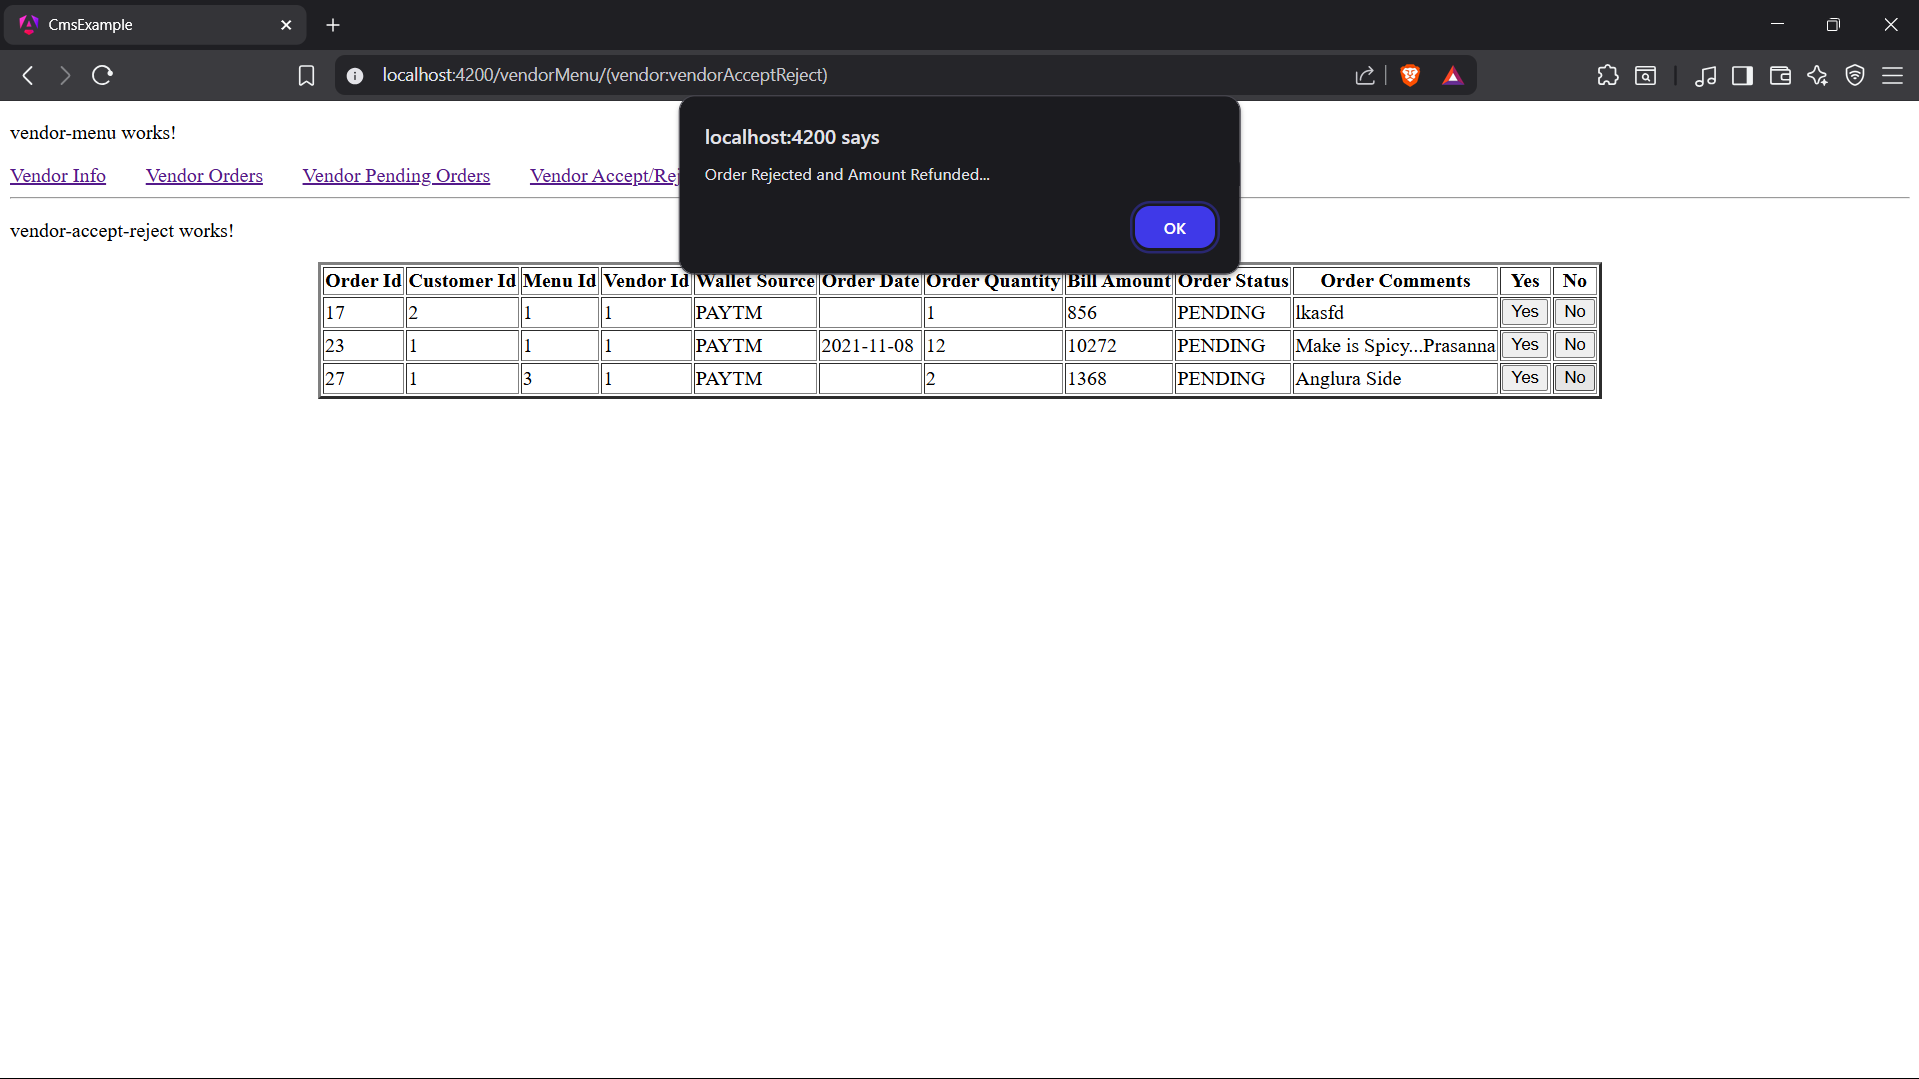 CmsExample
localhost:4200/vendorMenu/(vendor:vendorAcceptReject)
vendor-menu works!
localhost:4200 says
Order Rejected and Amount Refunded...
OK
Vendor Info Vendor Orders Vendor Pending Orders Vendor Accept/Rej
vendor-accept-reject works!
Order Id Customer Id Menu Id Vendor Id Wallet Source Order Date Order Quantity Bill Amount Order Status Order Comments Yes No
17 2 1 1 PAYTM 1 856 PENDING lkasfd Yes No
23 1 1 1 PAYTM 2021-11-08 12 10272 PENDING Make is Spicy...Prasanna Yes No
27 1 3 1 PAYTM 2 1368 PENDING Anglura Side Yes No